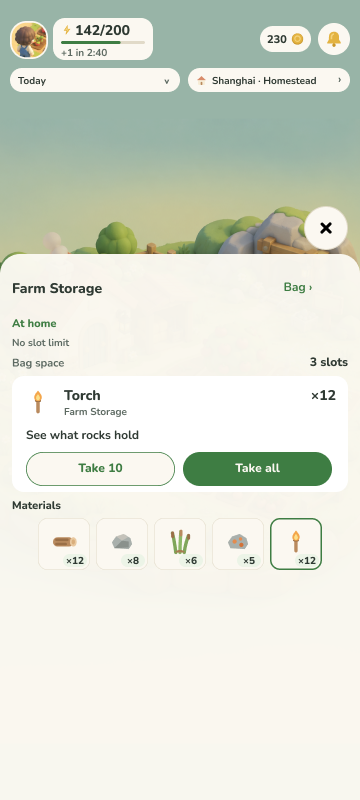 142/200
+1 in 2:40
230
Today
Shanghai · Homestead
Farm Storage
Bag ›
At home
No slot limit
Bag space
3 slots
Torch
×12
Farm Storage
See what rocks hold
Take 10
Take all
Materials
×12
×8
×6
×5
×12